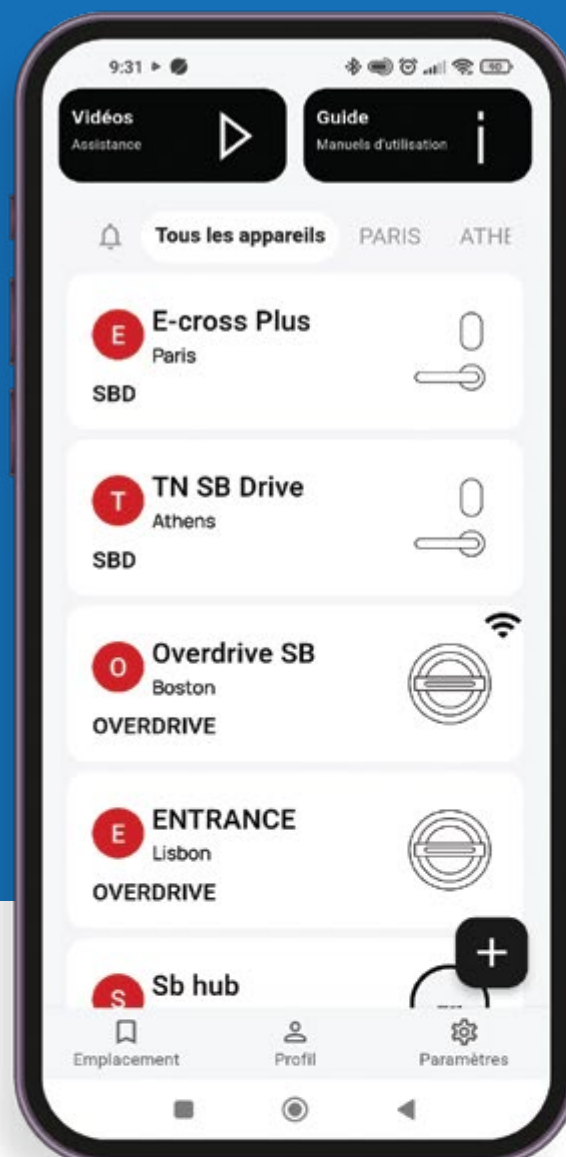 9:31
90
Vidéos
Assistance
Guide
Manuels d'utilisation
Tous les appareils
PARIS
ATHE
E
E-cross Plus
Paris
SBD
T
TN SB Drive
Athens
SBD
O
Overdrive SB
Boston
OVERDRIVE
E
ENTRANCE
Lisbon
OVERDRIVE
S
Sb hub
Emplacement
Profil
Paramètres